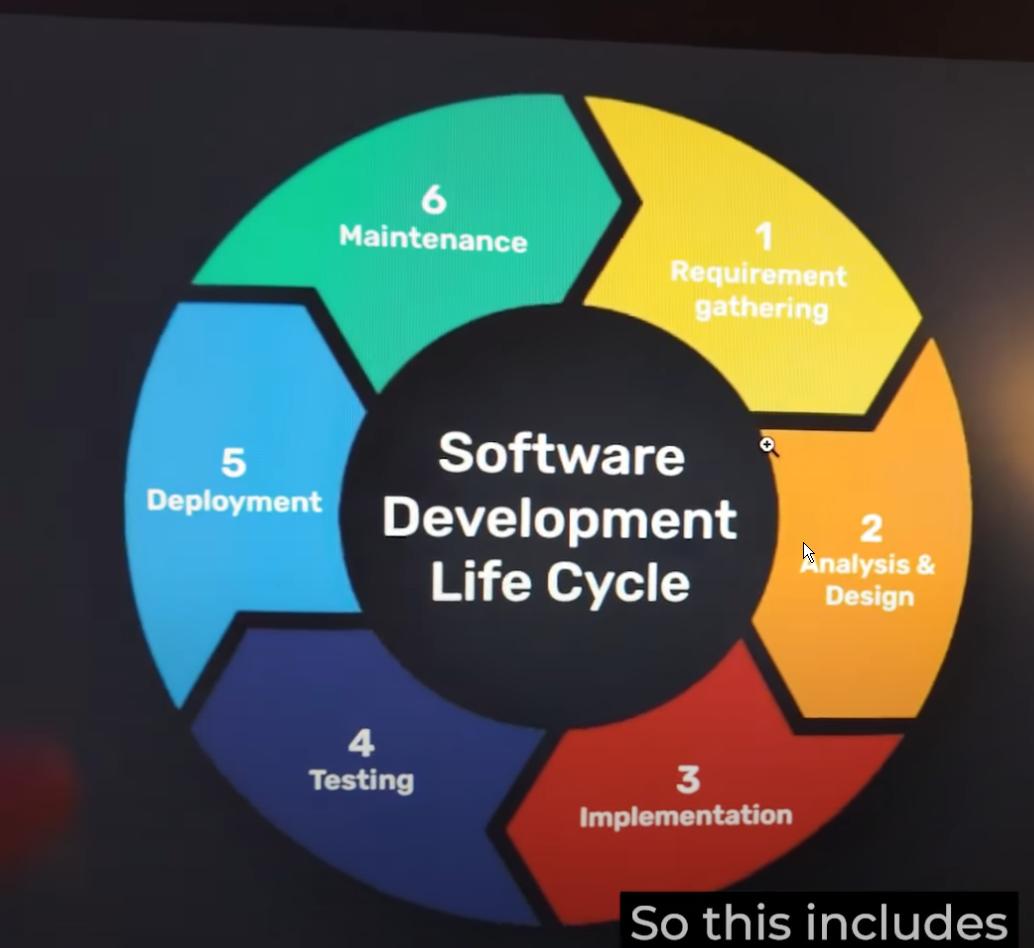 6
Maintenance
1
Requirement
gathering
5
Deployment
Software
Development
Life Cycle
2
Analysis &
Design
4
Testing
3
Implementation
So this includes